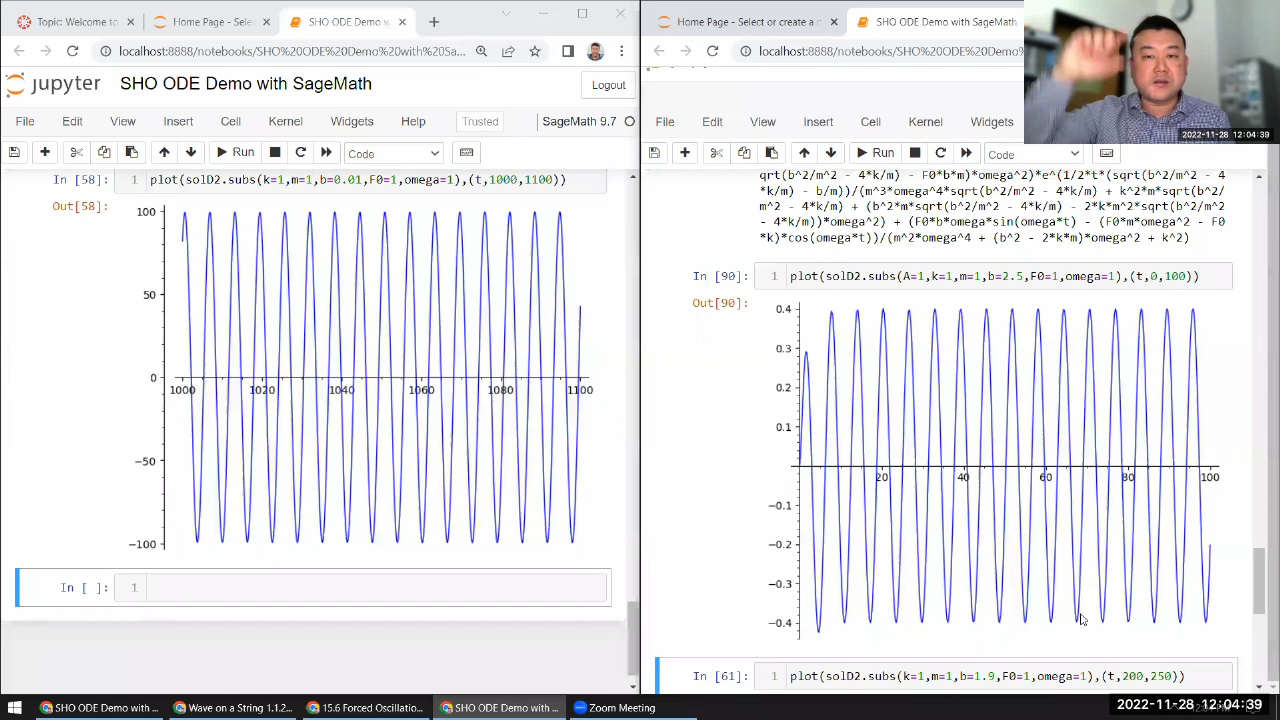 Topic: Welcome to
Home Page - Selec
SHO ODE Demo w
localhost:8888/notebooks/SHO%20ODE%20Demo%20with%20Sa...
jupyter
SHO ODE Demo with SageMath
Logout
File Edit View Insert Cell Kernel Widgets Help
Trusted
SageMath 9.7
Run
Code
In [58]:
1 plot(solD.subs(k=1,m=1,b=0.01,F0=1,omega=1),(t,1000,1100))
Out[58]:
100
50
0
-50
-100
1000 1020 1040 1060 1080 1100
In [ ]:
1
Home Page - Select or create a n
SHO ODE Demo with SageMath
localhost:8888/notebooks/SHO%20ODE%20Demo%
2022-11-28 12:04:39
File Edit View Insert Cell Kernel Widgets
Run
Code
sqrt(b^2/m^2 - 4*k/m) - F0*b*m)*omega^2)*e^(1/2*t*(sqrt(b^2/m^2 - 4
*k/m) - b/m))/(m^3*omega^4*sqrt(b^2/m^2 - 4*k/m) + k^2*m*sqrt(b^2/
m^2 - 4*k/m) + (b^2*m*sqrt(b^2/m^2 - 4*k/m) - 2*k*m^2*sqrt(b^2/m^2
- 4*k/m))*omega^2) + (F0*b*omega*sin(omega*t) - (F0*m*omega^2 - F0
*k)*cos(omega*t))/(m^2*omega^4 + (b^2 - 2*k*m)*omega^2 + k^2)
In [90]:
1 plot(solD2.subs(A=1,k=1,m=1,b=2.5,F0=1,omega=1),(t,0,100))
Out[90]:
0.4
0.3
0.2
0.1
-0.1
-0.2
-0.3
-0.4
20 40 60 80 100
In [61]:
1 plot(solD2.subs(k=1,m=1,b=1.9,F0=1,omega=1),(t,200,250))
SHO ODE Demo with ...
Wave on a String 1.1.12...
15.6 Forced Oscillatio...
SHO ODE Demo with ...
Zoom Meeting
2022-11-28 12:04:39